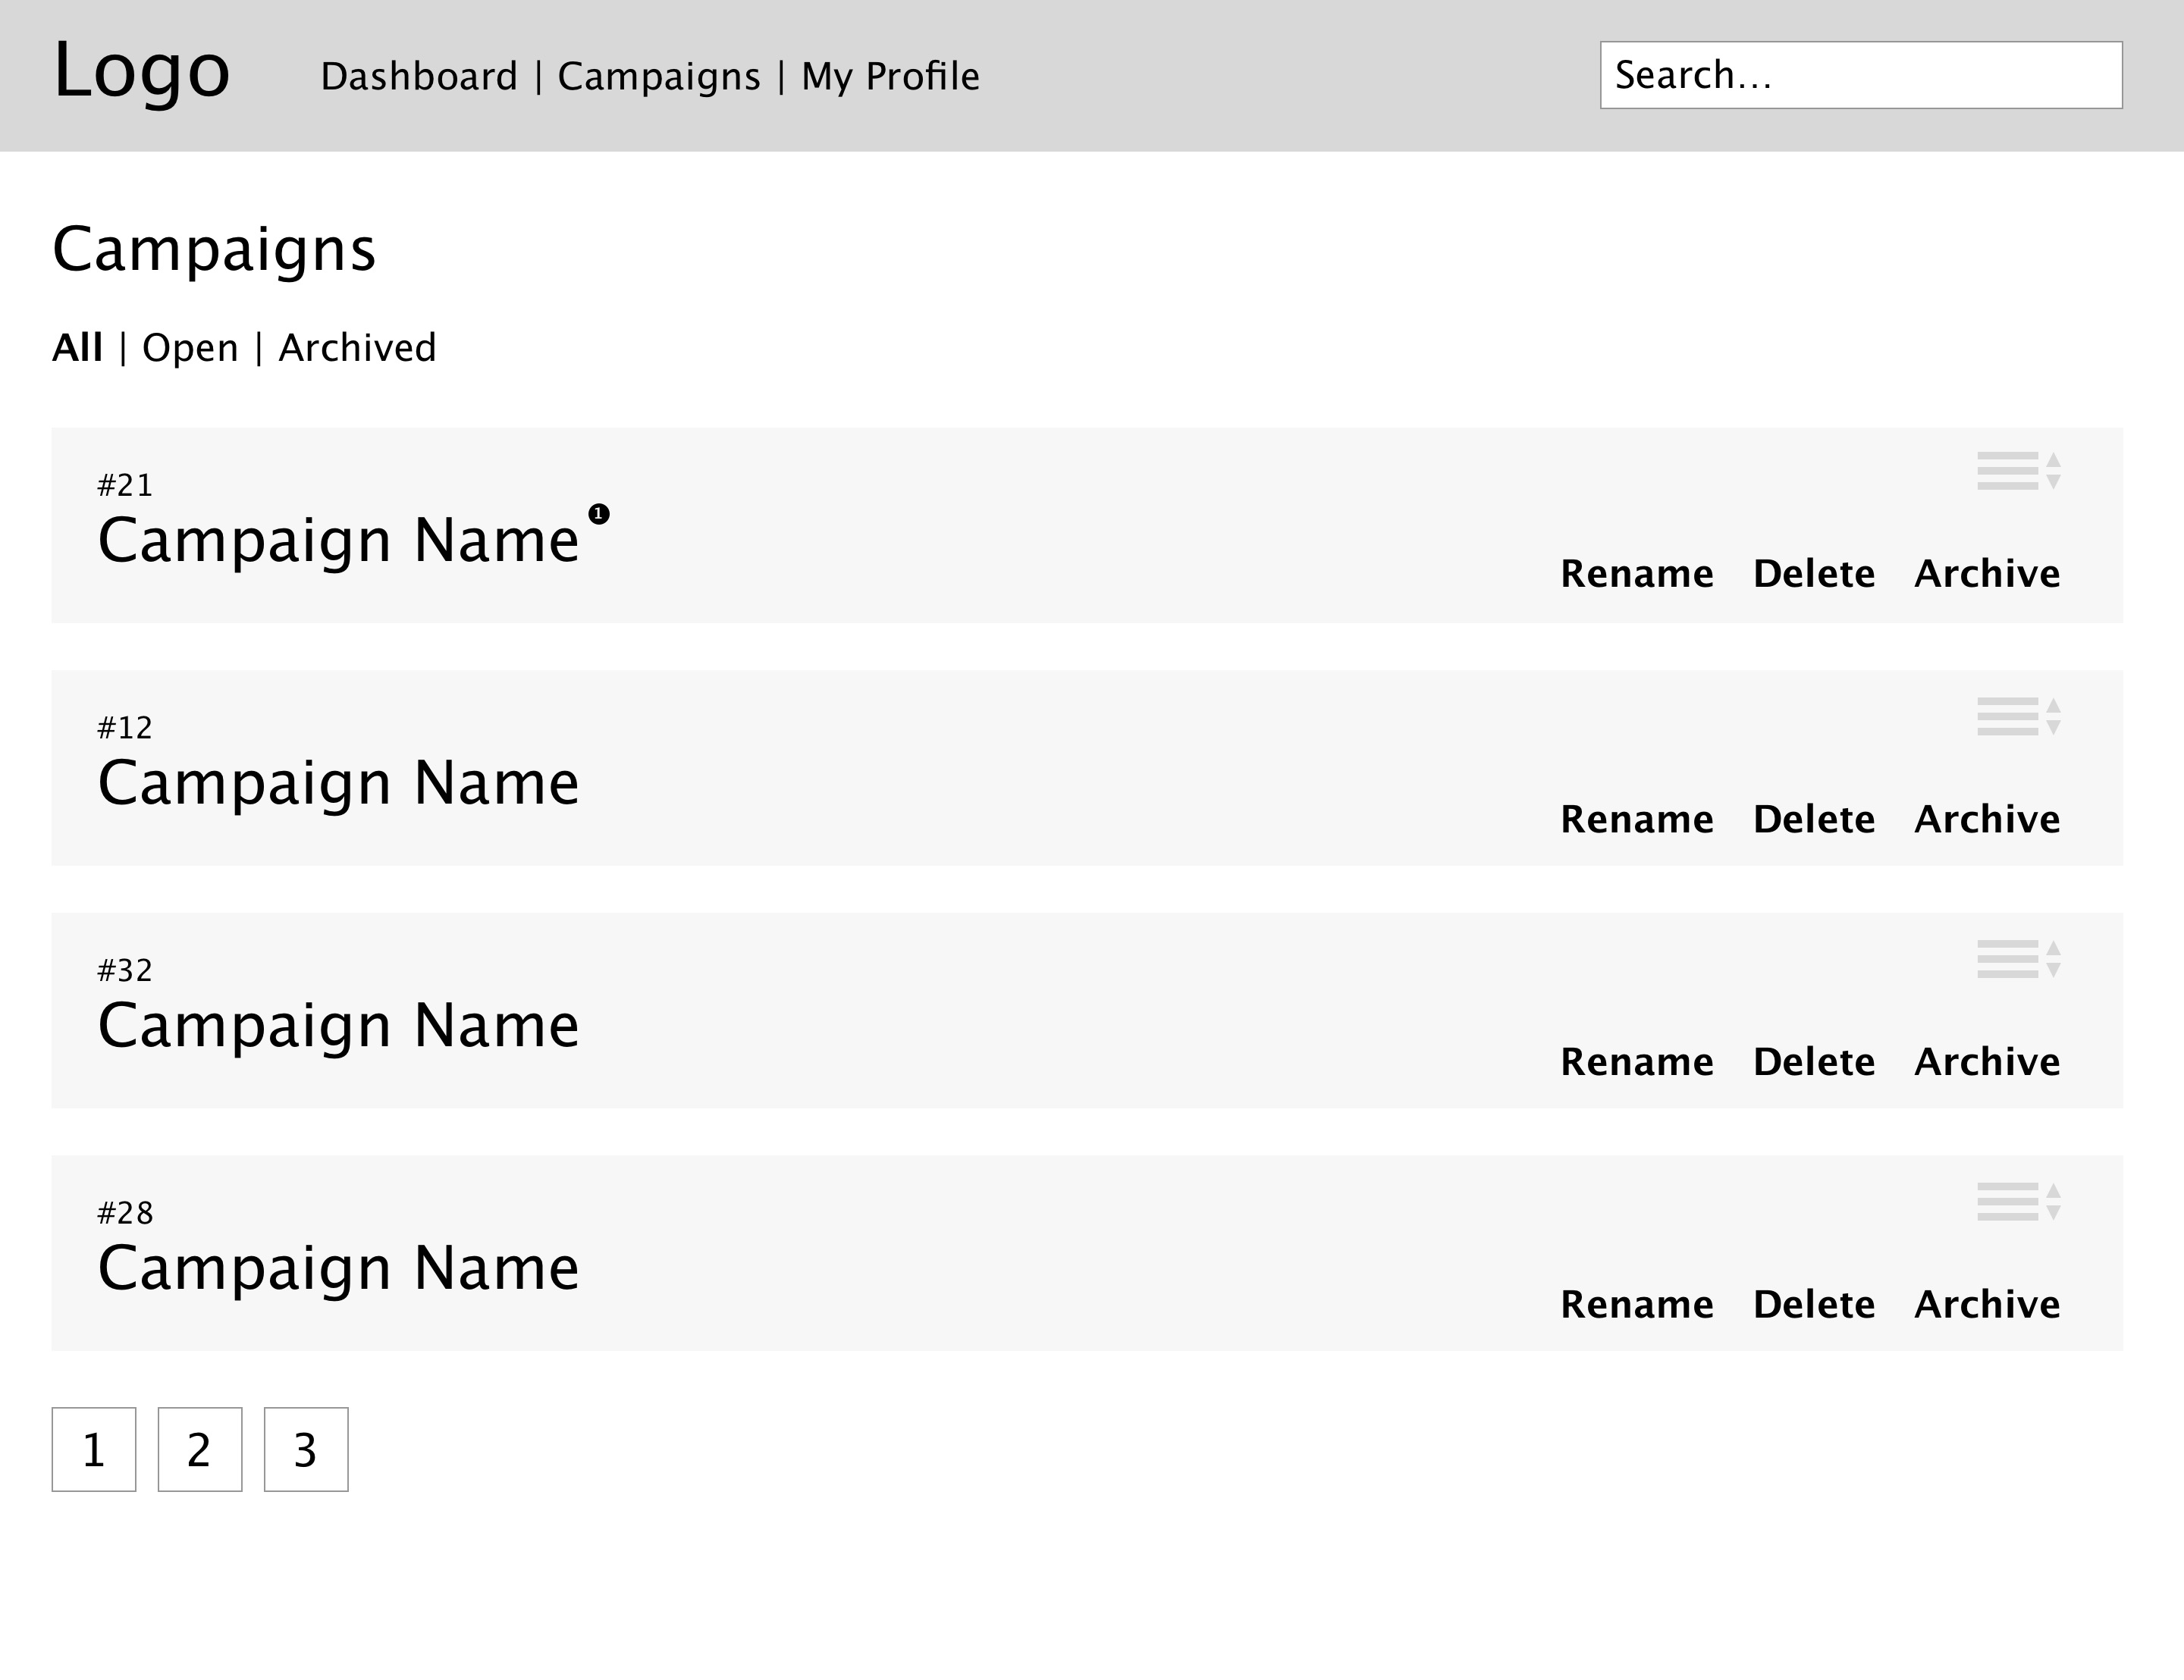 Logo
Dashboard | Campaigns | My Profile
Search...
Campaigns
All | Open | Archived
#21
Campaign Name ❶
Rename Delete Archive
#12
Campaign Name
Rename Delete Archive
#32
Campaign Name
Rename Delete Archive
#28
Campaign Name
Rename Delete Archive
1 2 3